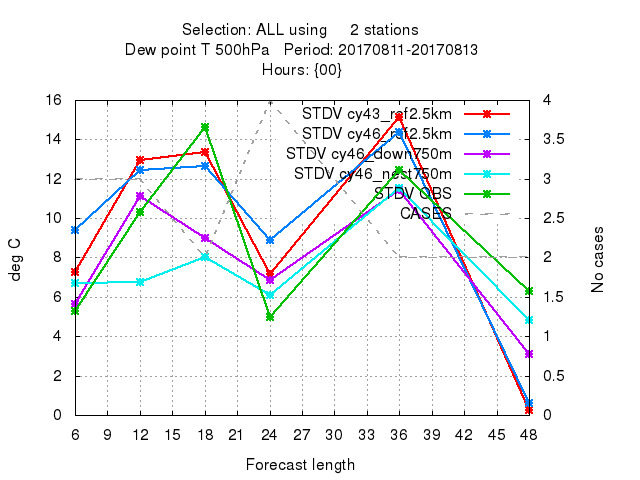 Selection: ALL using     2 stations
Dew point T 500hPa   Period: 20170811-20170813
Hours: {00}
STDV cy43_ref2.5km
STDV cy46_ref2.5km
STDV cy46_down750m
STDV cy46_nest750m
STDV OBS
CASES
16
14
12
10
8
6
4
2
0
4
3.5
3
2.5
2
1.5
1
0.5
0
deg C
No cases
6 9 12 15 18 21 24 27 30 33 36 39 42 45 48
Forecast length